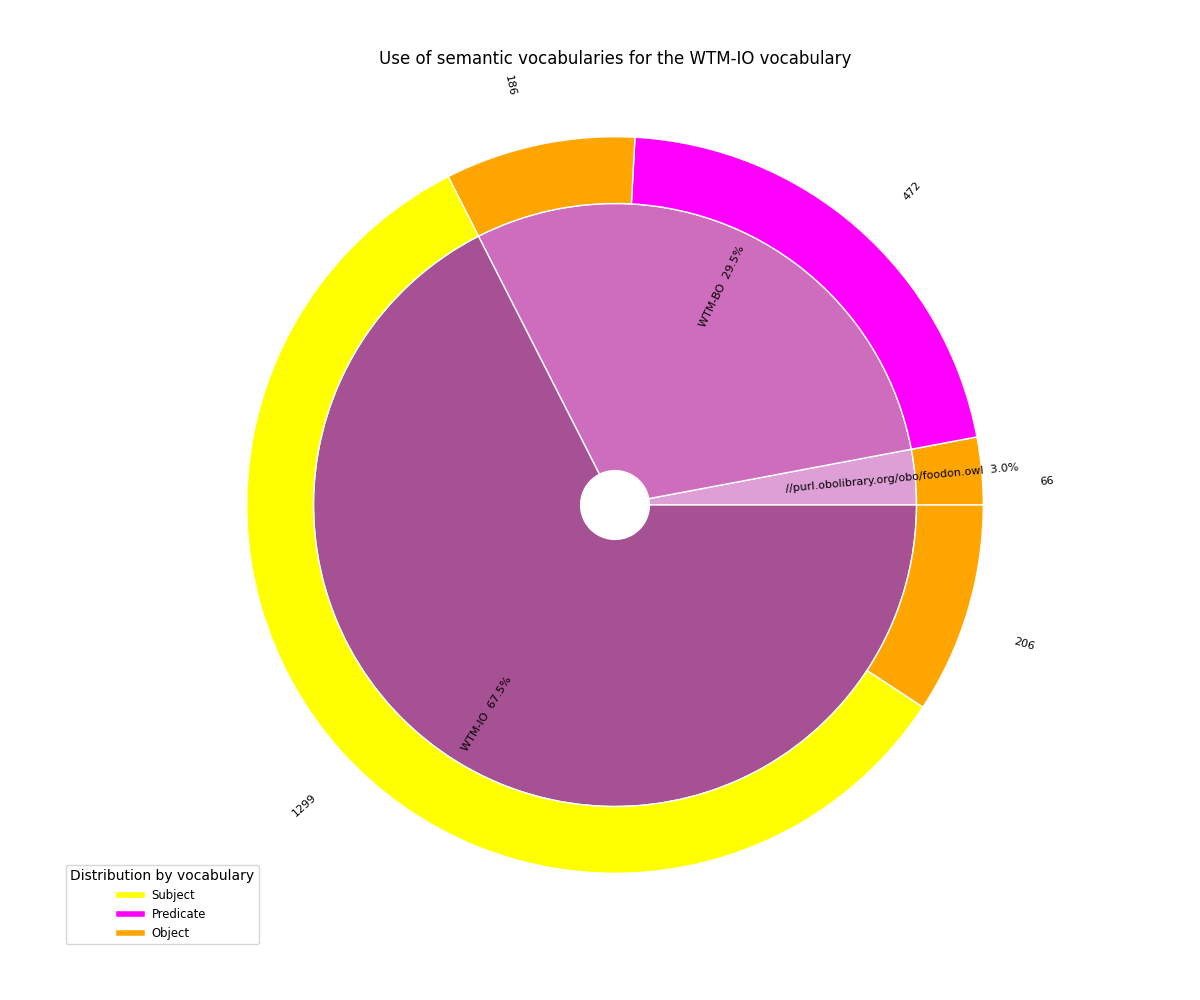 Use of semantic vocabularies for the WTM-IO vocabulary
186
472
WTM-BO  29.5%
//purl.obolibrary.org/obo/foodon.owl  3.0%
66
206
WTM-IO  67.5%
1299
Distribution by vocabulary
Subject
Predicate
Object